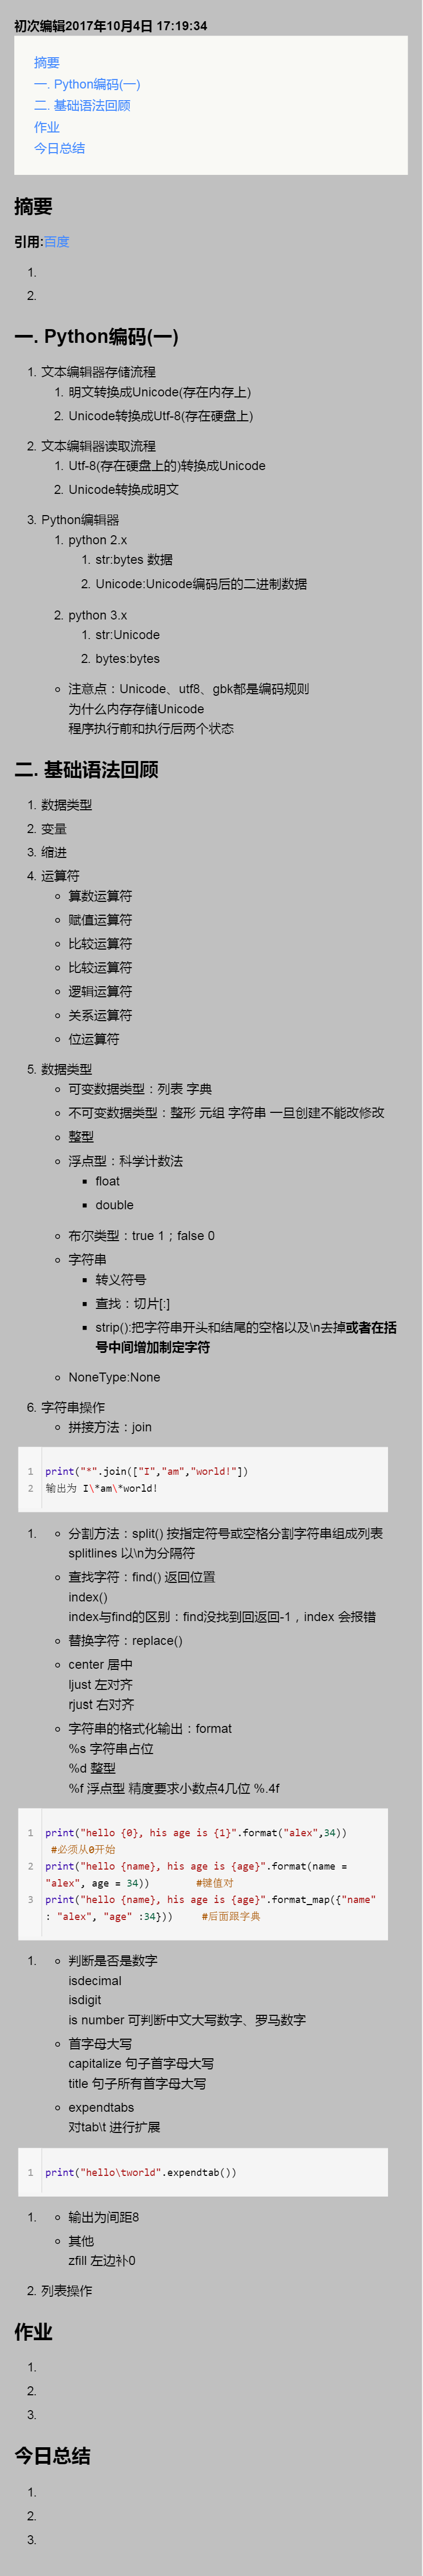 初次编辑2017年10月4日 17:19:34
摘要
一. Python编码(一)
二. 基础语法回顾
作业
今日总结
摘要
引用:百度
1.
2.
一. Python编码(一)
1. 文本编辑器存储流程
1. 明文转换成Unicode(存在内存上)
2. Unicode转换成Utf-8(存在硬盘上)
2. 文本编辑器读取流程
1. Utf-8(存在硬盘上的)转换成Unicode
2. Unicode转换成明文
3. Python编辑器
1. python 2.x
1. str:bytes 数据
2. Unicode:Unicode编码后的二进制数据
2. python 3.x
1. str:Unicode
2. bytes:bytes
注意点：Unicode、utf8、gbk都是编码规则
为什么内存存储Unicode
程序执行前和执行后两个状态
二. 基础语法回顾
1. 数据类型
2. 变量
3. 缩进
4. 运算符
算数运算符
赋值运算符
比较运算符
比较运算符
逻辑运算符
关系运算符
位运算符
5. 数据类型
可变数据类型：列表 字典
不可变数据类型：整形 元组 字符串 一旦创建不能改修改
整型
浮点型：科学计数法
float
double
布尔类型：true 1；false 0
字符串
转义符号
查找：切片[:]
strip():把字符串开头和结尾的空格以及\n去掉或者在括
号中间增加制定字符
NoneType:None
6. 字符串操作
拼接方法：join
1 print("*".join(["I","am","world!"])
2 输出为 I\*am\*world!
1. 分割方法：split() 按指定符号或空格分割字符串组成列表
splitlines 以\n为分隔符
查找字符：find() 返回位置
index()
index与find的区别：find没找到回返回-1，index 会报错
替换字符：replace()
center 居中
ljust 左对齐
rjust 右对齐
字符串的格式化输出：format
%s 字符串占位
%d 整型
%f 浮点型 精度要求小数点4几位 %.4f
1 print("hello {0}, his age is {1}".format("alex",34))
#必须从0开始
2 print("hello {name}, his age is {age}".format(name =
"alex", age = 34)) #键值对
3 print("hello {name}, his age is {age}".format_map({"name"
: "alex", "age" :34})) #后面跟字典
1. 判断是否是数字
isdecimal
isdigit
is number 可判断中文大写数字、罗马数字
首字母大写
capitalize 句子首字母大写
title 句子所有首字母大写
expendtabs
对tab\t 进行扩展
1 print("hello\tworld".expendtab())
1. 输出为间距8
其他
zfill 左边补0
2. 列表操作
作业
1.
2.
3.
今日总结
1.
2.
3.